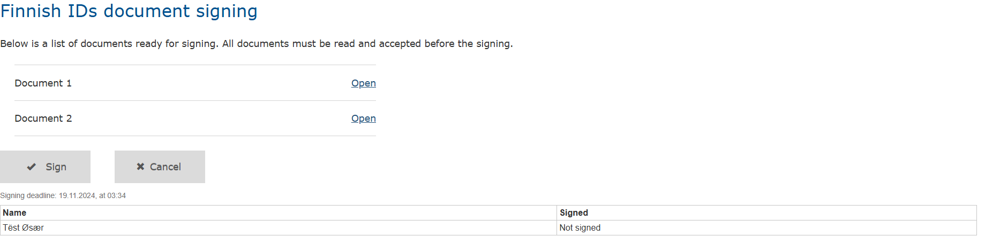 Finnish IDs document signing
Below is a list of documents ready for signing. All documents must be read and accepted before the signing.
Document 1 Open
Document 2 Open
Sign Cancel
Signing deadline: 19.11.2024, at 03:34
Name Signed
Tëst Øsær Not signed